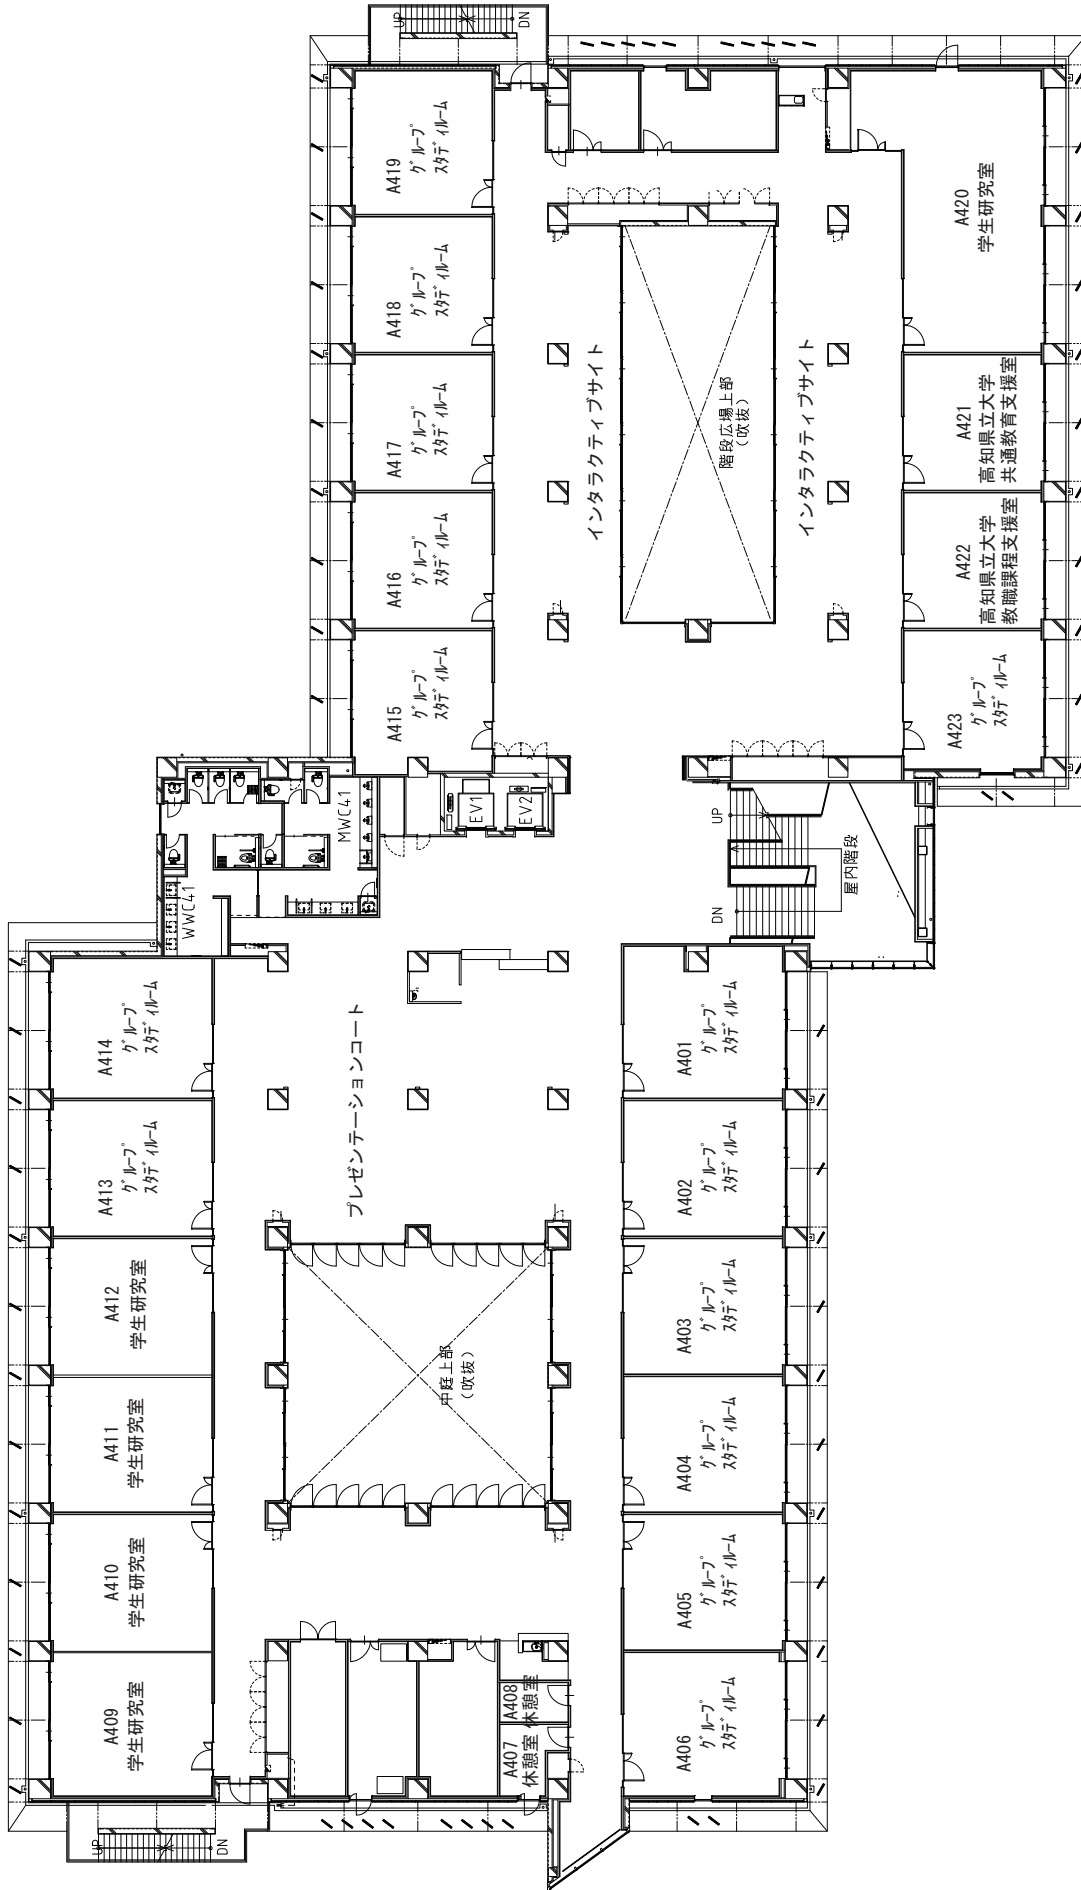 UP
DN
A409
学生研究室
A410
学生研究室
A411
学生研究室
A412
学生研究室
A413
ｸﾞﾙｰﾌﾟ
ｽﾀﾃﾞｨﾙｰﾑ
A414
ｸﾞﾙｰﾌﾟ
ｽﾀﾃﾞｨﾙｰﾑ
WWC41
MWC41
A415
ｸﾞﾙｰﾌﾟ
ｽﾀﾃﾞｨﾙｰﾑ
A416
ｸﾞﾙｰﾌﾟ
ｽﾀﾃﾞｨﾙｰﾑ
A417
ｸﾞﾙｰﾌﾟ
ｽﾀﾃﾞｨﾙｰﾑ
A418
ｸﾞﾙｰﾌﾟ
ｽﾀﾃﾞｨﾙｰﾑ
A419
ｸﾞﾙｰﾌﾟ
ｽﾀﾃﾞｨﾙｰﾑ
UP
DN
プレゼンテーションコート
中庭上部
（吹抜）
EV1
EV2
インタラクティブサイト
階段広場上部
（吹抜）
インタラクティブサイト
A407
休憩室
A408
休憩室
A406
ｸﾞﾙｰﾌﾟ
ｽﾀﾃﾞｨﾙｰﾑ
A405
ｸﾞﾙｰﾌﾟ
ｽﾀﾃﾞｨﾙｰﾑ
A404
ｸﾞﾙｰﾌﾟ
ｽﾀﾃﾞｨﾙｰﾑ
A403
ｸﾞﾙｰﾌﾟ
ｽﾀﾃﾞｨﾙｰﾑ
A402
ｸﾞﾙｰﾌﾟ
ｽﾀﾃﾞｨﾙｰﾑ
A401
ｸﾞﾙｰﾌﾟ
ｽﾀﾃﾞｨﾙｰﾑ
DN
UP
屋内階段
A423
ｸﾞﾙｰﾌﾟ
ｽﾀﾃﾞｨﾙｰﾑ
A422
高知県立大学
教職課程支援室
A421
高知県立大学
共通教育支援室
A420
学生研究室